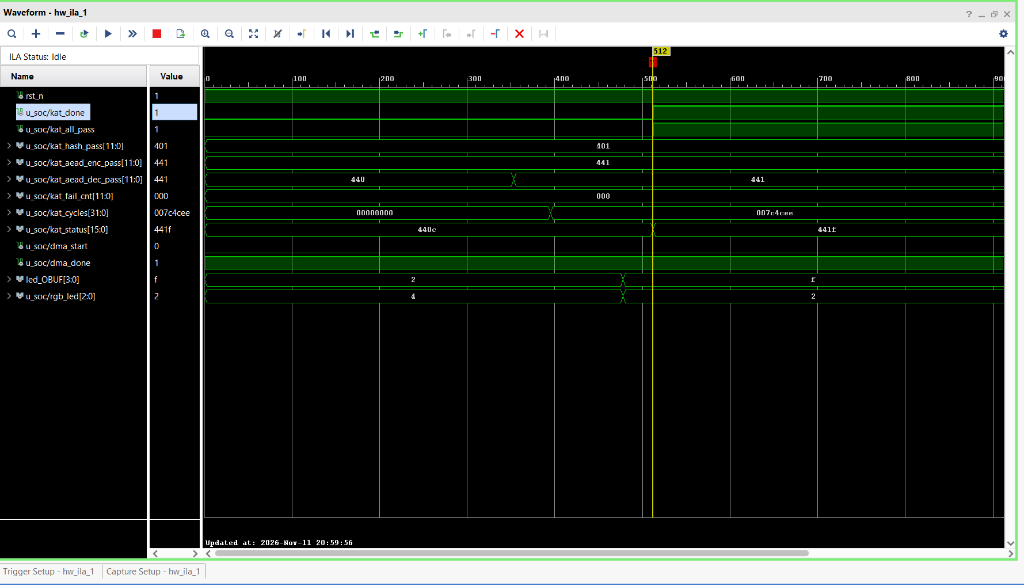 Waveform - hw_ila_1
ILA Status: Idle
Name Value
512
0 100 200 300 400 500 600 700 800 900
rst_n 1
u_soc/kat_done 1
u_soc/kat_all_pass 1
u_soc/kat_hash_pass[11:0] 401 401
u_soc/kat_aead_enc_pass[11:0] 441 441
u_soc/kat_aead_dec_pass[11:0] 441 440 441
u_soc/kat_fail_cnt[11:0] 000 000
u_soc/kat_cycles[31:0] 007c4cee 00000000 007c4cee
u_soc/kat_status[15:0] 441f 440c 441f
u_soc/dma_start 0
u_soc/dma_done 1
led_OBUF[3:0] f 2 f
u_soc/rgb_led[2:0] 2 4 2
Updated at: 2026-Nov-11 20:59:56
Trigger Setup - hw_ila_1 Capture Setup - hw_ila_1